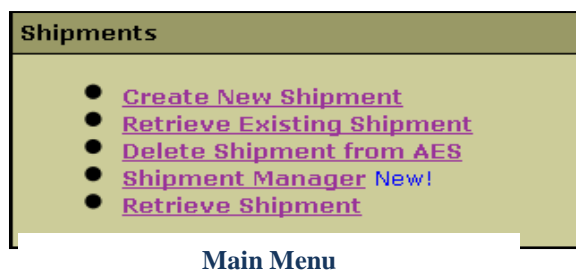 Shipments
Create New Shipment
Retrieve Existing Shipment
Delete Shipment from AES
Shipment Manager New!
Retrieve Shipment
Main Menu